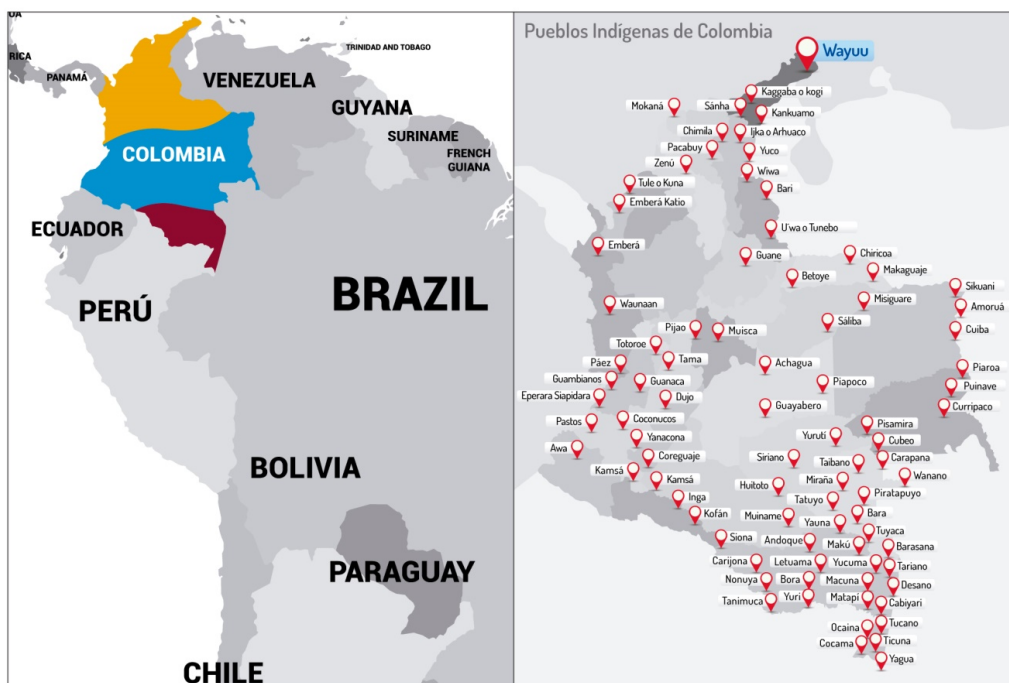 UA
RICA
PANAMÁ
TRINIDAD AND TOBAGO
VENEZUELA
GUYANA
SURINAME
FRENCH
GUIANA
COLOMBIA
ECUADOR
PERÚ
BRAZIL
BOLIVIA
PARAGUAY
CHILE
Pueblos Indígenas de Colombia
Wayuu
Kaggaba o kogi
Mokaná
Sánha
Kankuamo
Chimila
Ijka o Arhuaco
Pacabuy
Yuco
Zenú
Wiwa
Tule o Kuna
Bari
Emberá Katio
U'wa o Tunebo
Emberá
Guane
Chiricoa
Betoye
Makaguaje
Sikuani
Waunaan
Misiguare
Amoruá
Pijao
Muisca
Sáliba
Cuiba
Totoroe
Páez
Tama
Achagua
Piaroa
Guambianos
Guanaca
Piapoco
Puinave
Eperara Siapidara
Dujo
Guayabero
Curripaco
Pastos
Coconucos
Pisamira
Yanacona
Yurutí
Cubeo
Awa
Coreguaje
Siriano
Taibano
Carapana
Kamsá
Kamsá
Huitoto
Miraña
Wanano
Inga
Tatuyo
Piratapuyo
Kofán
Muiname
Yauna
Bara
Tuyaca
Siona
Andoque
Makú
Barasana
Carijona
Letuama
Yucuma
Tariano
Nonuya
Bora
Macuna
Desano
Tanimuca
Yuri
Matapí
Cabiyari
Ocaina
Tucano
Cocama
Ticuna
Yagua